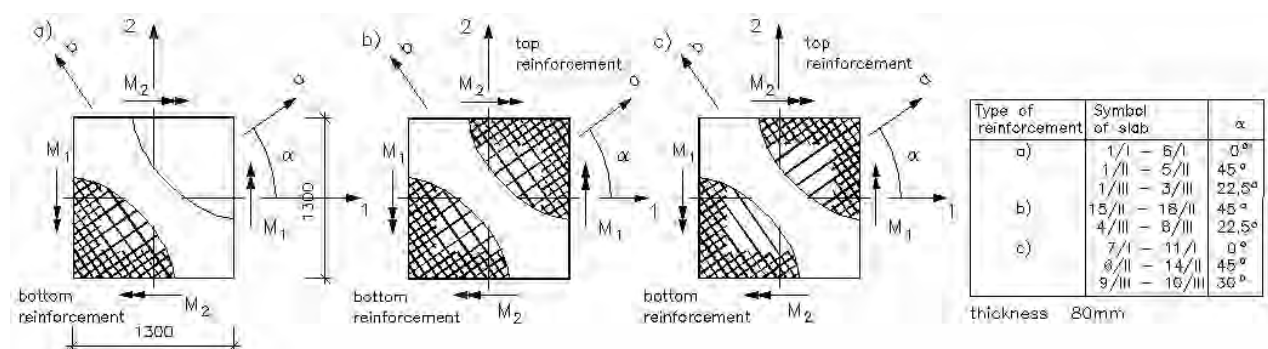 a)
b
2
M₂
a
α
M₁
1
M₁
1300
M₂
bottom
reinforcement
1300
b)
b
2
top
reinforcement
M₂
a
α
M₁
1
M₁
bottom
reinforcement
M₂
c)
b
2
top
reinforcement
M₂
a
α
M₁
1
M₁
bottom
reinforcement
M₂
Type of reinforcement Symbol of slab α
a) 1/I – 6/I 0°
1/II – 5/II 45°
1/III – 3/III 22,5°
b) 15/II – 18/II 45°
4/III – 8/III 22,5°
c) 7/I – 11/I 0°
6/II – 14/II 45°
9/III – 10/III 30°
thickness 80mm